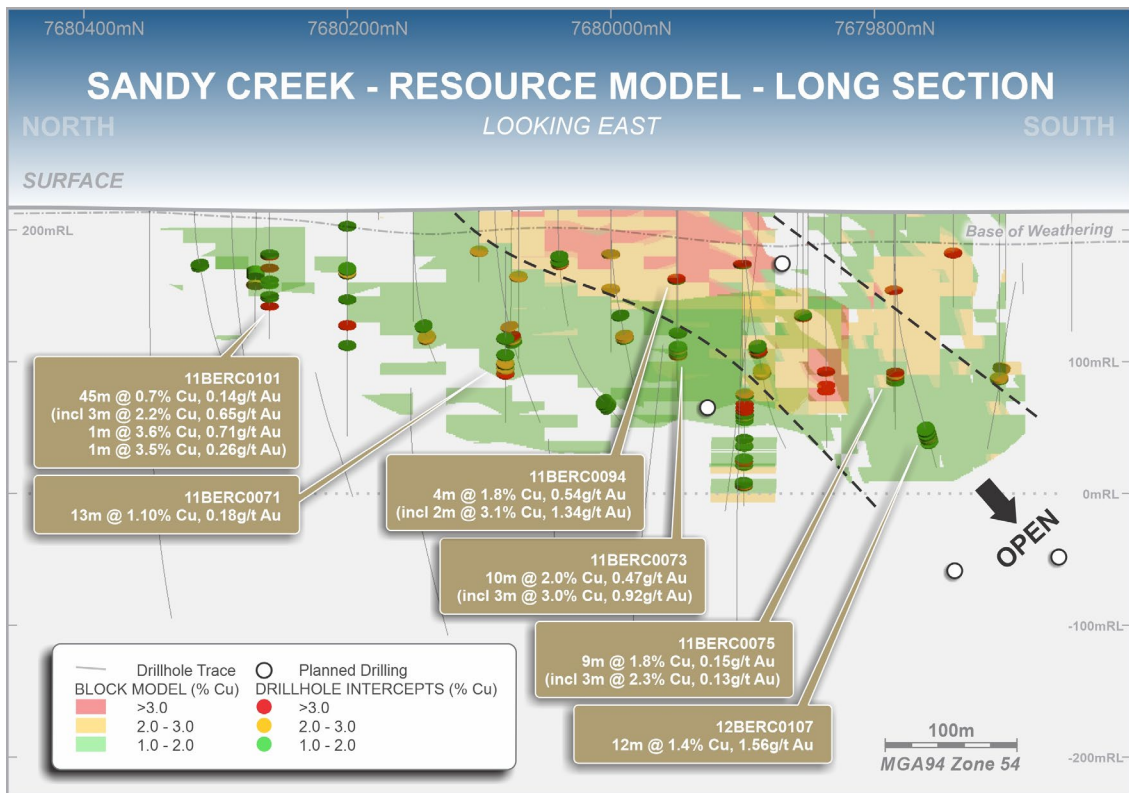 7680400mN
7680200mN
7680000mN
7679800mN
SANDY CREEK - RESOURCE MODEL - LONG SECTION
NORTH
LOOKING EAST
SOUTH
SURFACE
200mRL
Base of Weathering
100mRL
100mRL
11BERC0101
45m @ 0.7% Cu, 0.14g/t Au
(incl 3m @ 2.2% Cu, 0.65g/t Au
1m @ 3.6% Cu, 0.71g/t Au
1m @ 3.5% Cu, 0.26g/t Au)
11BERC0071
13m @ 1.10% Cu, 0.18g/t Au
11BERC0094
4m @ 1.8% Cu, 0.54g/t Au
(incl 2m @ 3.1% Cu, 1.34g/t Au)
0mRL
0mRL
OPEN
11BERC0073
10m @ 2.0% Cu, 0.47g/t Au
(incl 3m @ 3.0% Cu, 0.92g/t Au)
-100mRL
11BERC0075
9m @ 1.8% Cu, 0.15g/t Au
(incl 3m @ 2.3% Cu, 0.13g/t Au)
12BERC0107
12m @ 1.4% Cu, 1.56g/t Au
Drillhole Trace
Planned Drilling
BLOCK MODEL (% Cu)
DRILLHOLE INTERCEPTS (% Cu)
>3.0
>3.0
2.0 - 3.0
2.0 - 3.0
1.0 - 2.0
1.0 - 2.0
100m
MGA94 Zone 54
-200mRL